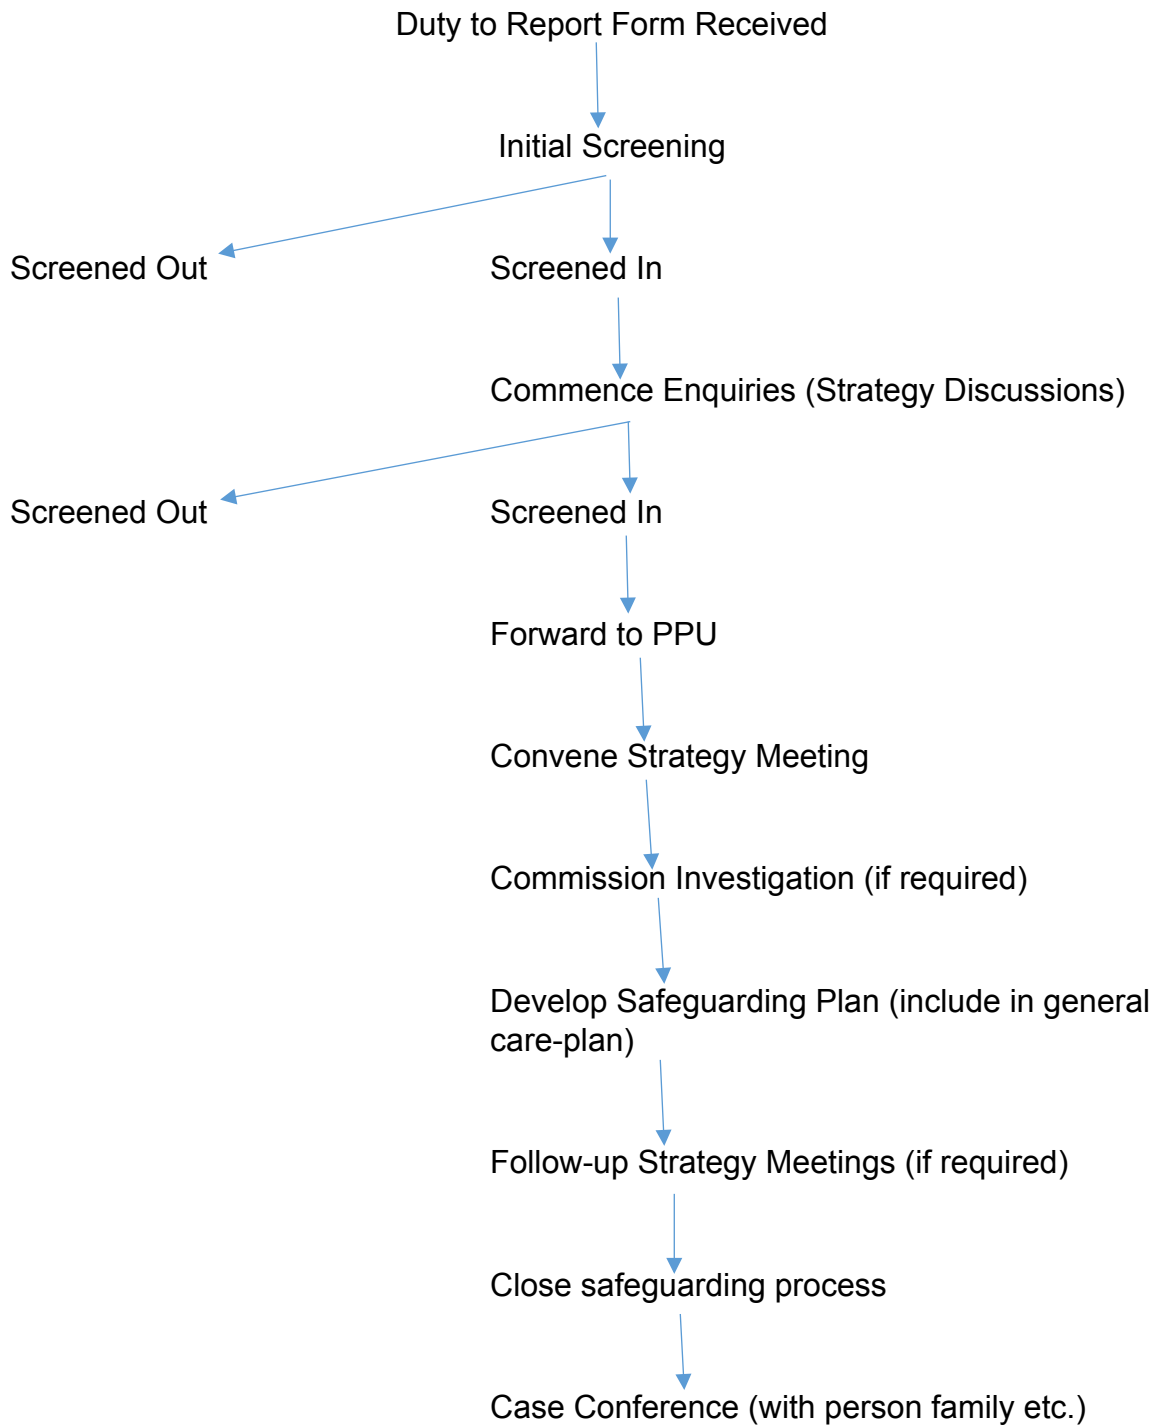 Duty to Report Form Received
Initial Screening
Screened Out
Screened In
Commence Enquiries (Strategy Discussions)
Screened Out
Screened In
Forward to PPU
Convene Strategy Meeting
Commission Investigation (if required)
Develop Safeguarding Plan (include in general
care-plan)
Follow-up Strategy Meetings (if required)
Close safeguarding process
Case Conference (with person family etc.)